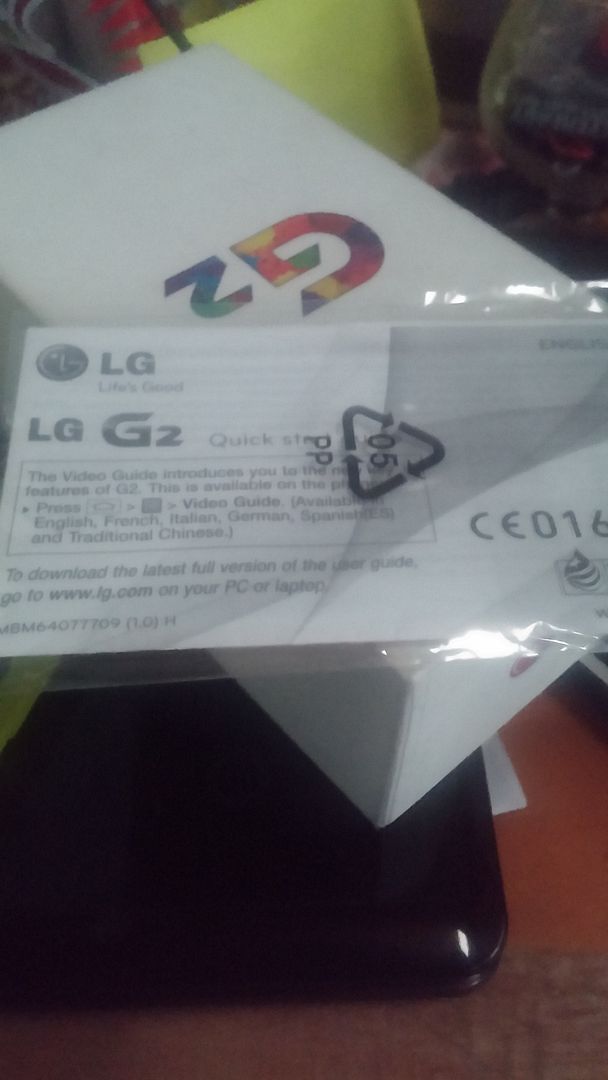 G2
ENGLIS
LG
Life's Good
LG G2 Quick st
05
PP
The Video Guide introduces you to the
features of G2. This is available on the
Press > > Video Guide. (Availab
English, French, Italian, German, Spanish(ES)
and Traditional Chinese.)
CE016
To download the latest full version of the user guide,
go to www.lg.com on your PC or laptop.
MBM64077709 (1.0) H
W